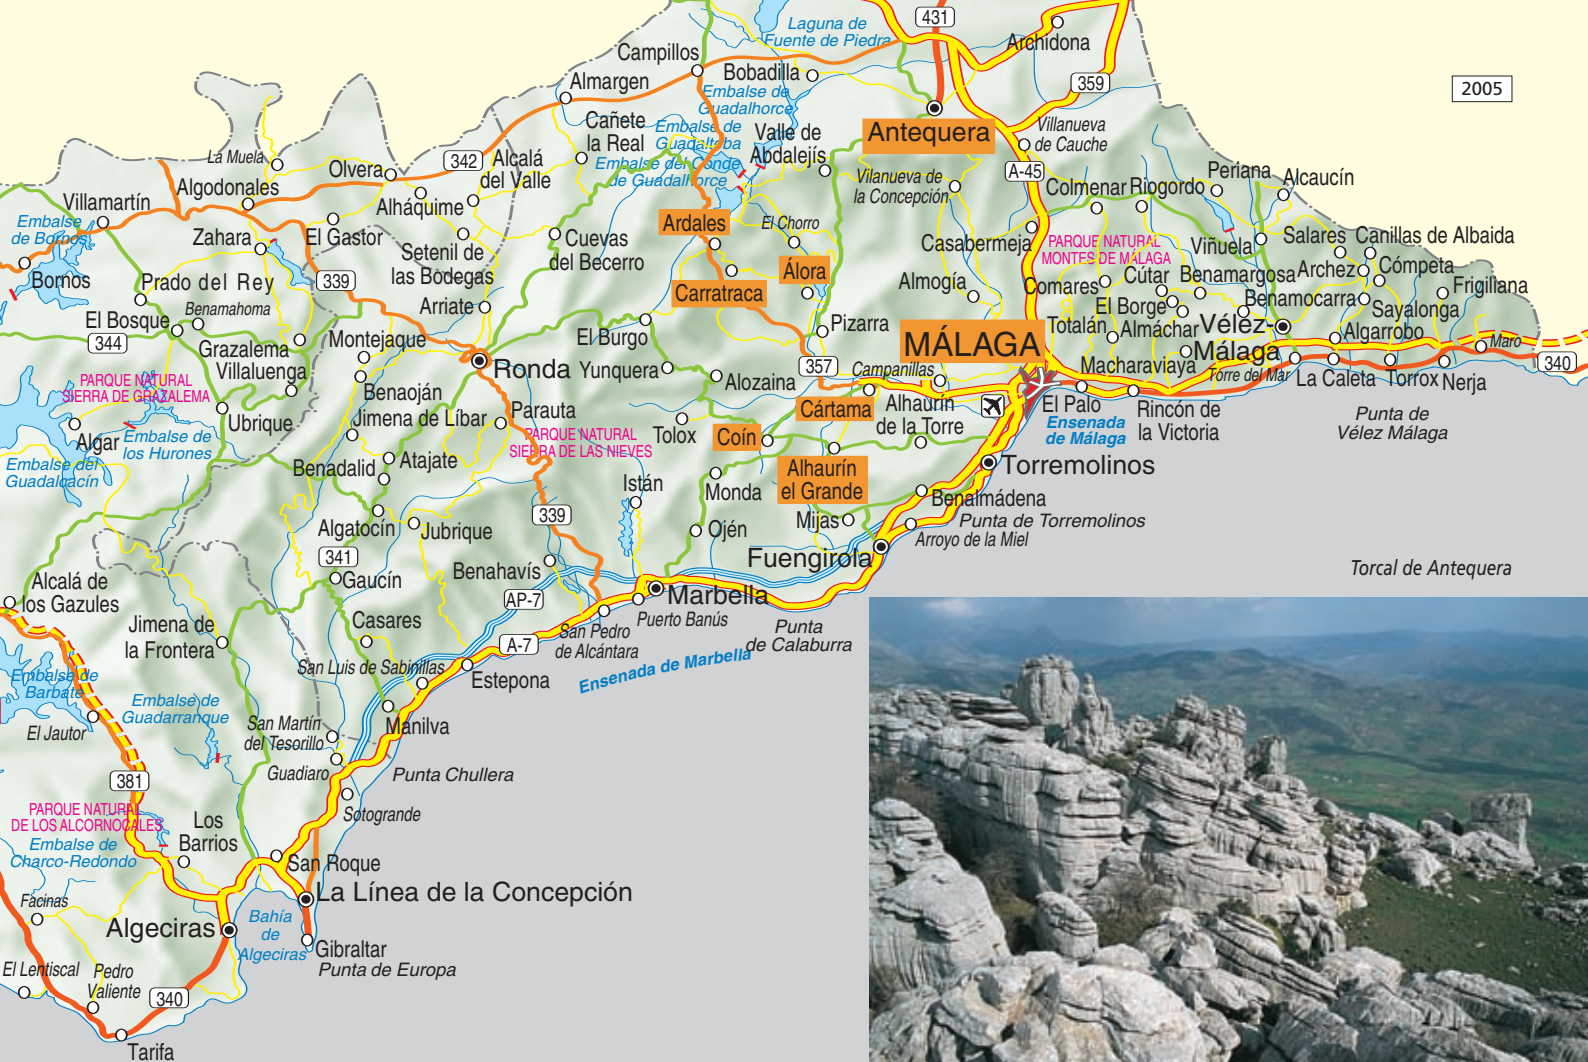 431
Laguna de
Fuente de Piedra
Archidona
Campillos
Bobadilla
Almargen
359
2005
Embalse de
Guadalhorce
Antequera
Cañete
la Real
Embalse de
Guadalteba
Valle de
Abdalejís
Villanueva
de Cauche
Embalse del Conde
de Guadalhorce
La Muela
Olvera
342
Alcalá
del Valle
A-45
Vilanueva de
la Concepción
Periana
Alcaucín
Algodonales
Colmenar
Riogordo
Villamartín
Alháquime
Embalse
de Bornos
Zahara
El Gastor
Setenil de
las Bodegas
Cuevas
del Becerro
Ardales
El Chorro
Casabermeja
PARQUE NATURAL
MONTES DE MÁLAGA
Viñuela
Salares
Canillas de Albaida
Bornos
Prado del Rey
339
Arriate
Carratraca
Álora
Almogía
Comares
Cútar
Benamargosa
Archez
Cómpeta
Frigiliana
Benamahoma
El Bosque
344
El Borge
Benamocarra
Sayalonga
Grazalema
Montejaque
El Burgo
Pizarra
MÁLAGA
Totalán
Almáchar
Vélez-
Málaga
Algarrobo
Maro
340
Villaluenga
Ronda
Yunquera
Alozaina
357
Campanillas
Macharaviaya
Torre del Mar
La Caleta
Torrox
Nerja
PARQUE NATURAL
SIERRA DE GRAZALEMA
Benaoján
Jimena de Líbar
Parauta
Cártama
Alhaurín
de la Torre
El Palo
Rincón de
la Victoria
Punta de
Vélez Málaga
Ubrique
Algar
Embalse de
los Hurones
PARQUE NATURAL
SIERRA DE LAS NIEVES
Tolox
Coín
Ensenada
de Málaga
Embalse del
Guadalcacín
Benadalid
Atajate
Istán
Monda
Alhaurín
el Grande
Torremolinos
Algatocín
Jubrique
339
Ojén
Mijas
Benalmádena
Punta de Torremolinos
Arroyo de la Miel
341
Gaucín
Benahavís
Fuengirola
Torcal de Antequera
Alcalá de
los Gazules
AP-7
Marbella
Jimena de
la Frontera
Casares
A-7
San Pedro
de Alcántara
Puerto Banús
Punta
de Calaburra
San Luis de Sabinillas
Estepona
Ensenada de Marbella
Embalse de
Barbate
Embalse de
Guadarranque
El Jautor
San Martín
del Tesorillo
Manilva
Guadiaro
Punta Chullera
381
Sotogrande
PARQUE NATURAL
DE LOS ALCORNOCALES
Los
Barrios
Embalse de
Charco-Redondo
San Roque
Facinas
La Línea de la Concepción
Algeciras
Bahía
de
Algeciras
Gibraltar
Punta de Europa
El Lentiscal
Pedro
Valiente
340
Tarifa